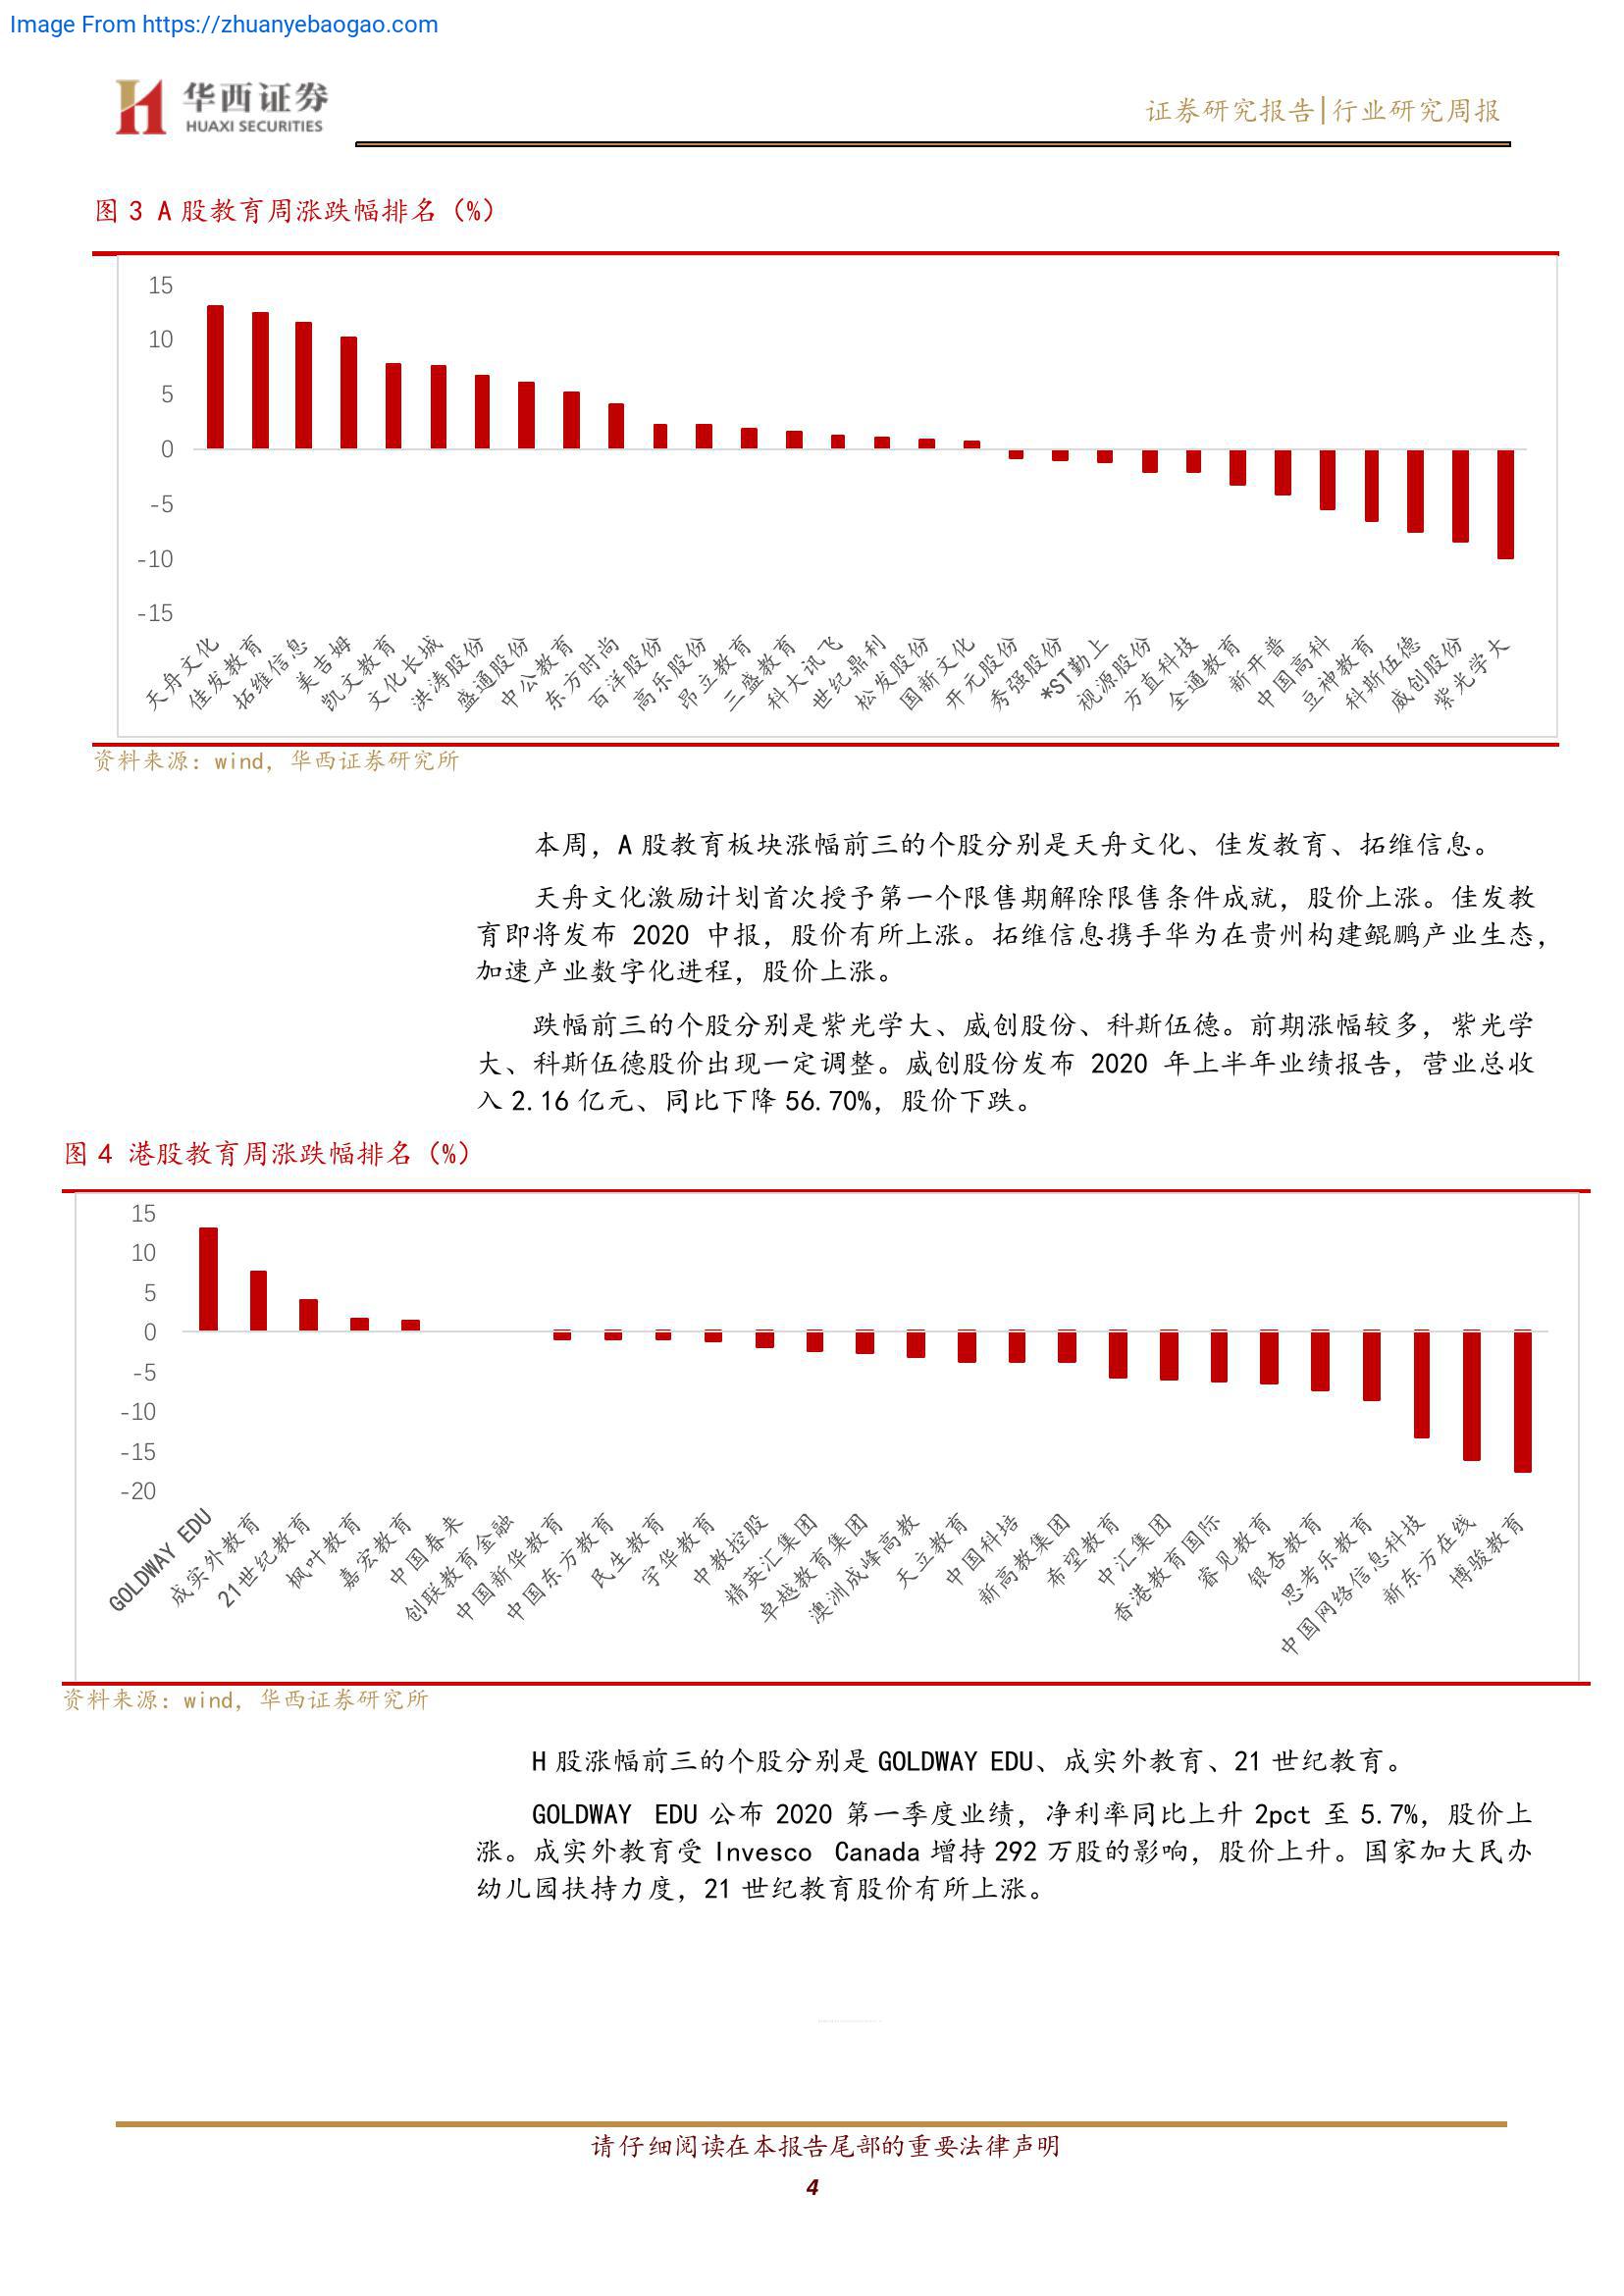 Image From https://zhuanyebaogao.com
华西证券
HUAXI SECURITIES
证券研究报告|行业研究周报
图 3 A 股教育周涨跌幅排名（%）
15
10
5
0
-5
-10
-15
天舟文化
佳发教育
拓维信息
美吉姆
凯文教育
文化长城
洪涛股份
盛通股份
中公教育
东方时尚
百洋股份
高乐股份
昂立教育
三盛教育
科大讯飞
世纪鼎利
松发股份
国新文化
开元股份
秀强股份
*ST勤上
视源股份
方直科技
全通教育
新开普
中国高科
豆神教育
科斯伍德
威创股份
紫光学大
资料来源：wind，华西证券研究所
本周，A 股教育板块涨幅前三的个股分别是天舟文化、佳发教育、拓维信息。
天舟文化激励计划首次授予第一个限售期解除限售条件成就，股价上涨。佳发教
育即将发布 2020 中报，股价有所上涨。拓维信息携手华为在贵州构建鲲鹏产业生态，
加速产业数字化进程，股价上涨。
跌幅前三的个股分别是紫光学大、威创股份、科斯伍德。前期涨幅较多，紫光学
大、科斯伍德股价出现一定调整。威创股份发布 2020 年上半年业绩报告，营业总收
入 2.16 亿元、同比下降 56.70%，股价下跌。
图 4 港股教育周涨跌幅排名（%）
15
10
5
0
-5
-10
-15
-20
GOLDWAY EDU
成实外教育
21世纪教育
枫叶教育
嘉宏教育
中国春来
创联教育金融
中国新华教育
中国东方教育
民生教育
宇华教育
中教控股
精英汇集团
卓越教育集团
澳洲成峰高教
天立教育
中国科培
新高教集团
希望教育
中汇集团
香港教育国际
睿见教育
银杏教育
思考乐教育
中国网络信息科技
新东方在线
博骏教育
资料来源：wind，华西证券研究所
H 股涨幅前三的个股分别是 GOLDWAY EDU、成实外教育、21 世纪教育。
GOLDWAY EDU 公布 2020 第一季度业绩，净利率同比上升 2pct 至 5.7%，股价上
涨。成实外教育受 Invesco Canada 增持 292 万股的影响，股价上升。国家加大民办
幼儿园扶持力度，21 世纪教育股价有所上涨。
请仔细阅读在本报告尾部的重要法律声明
4